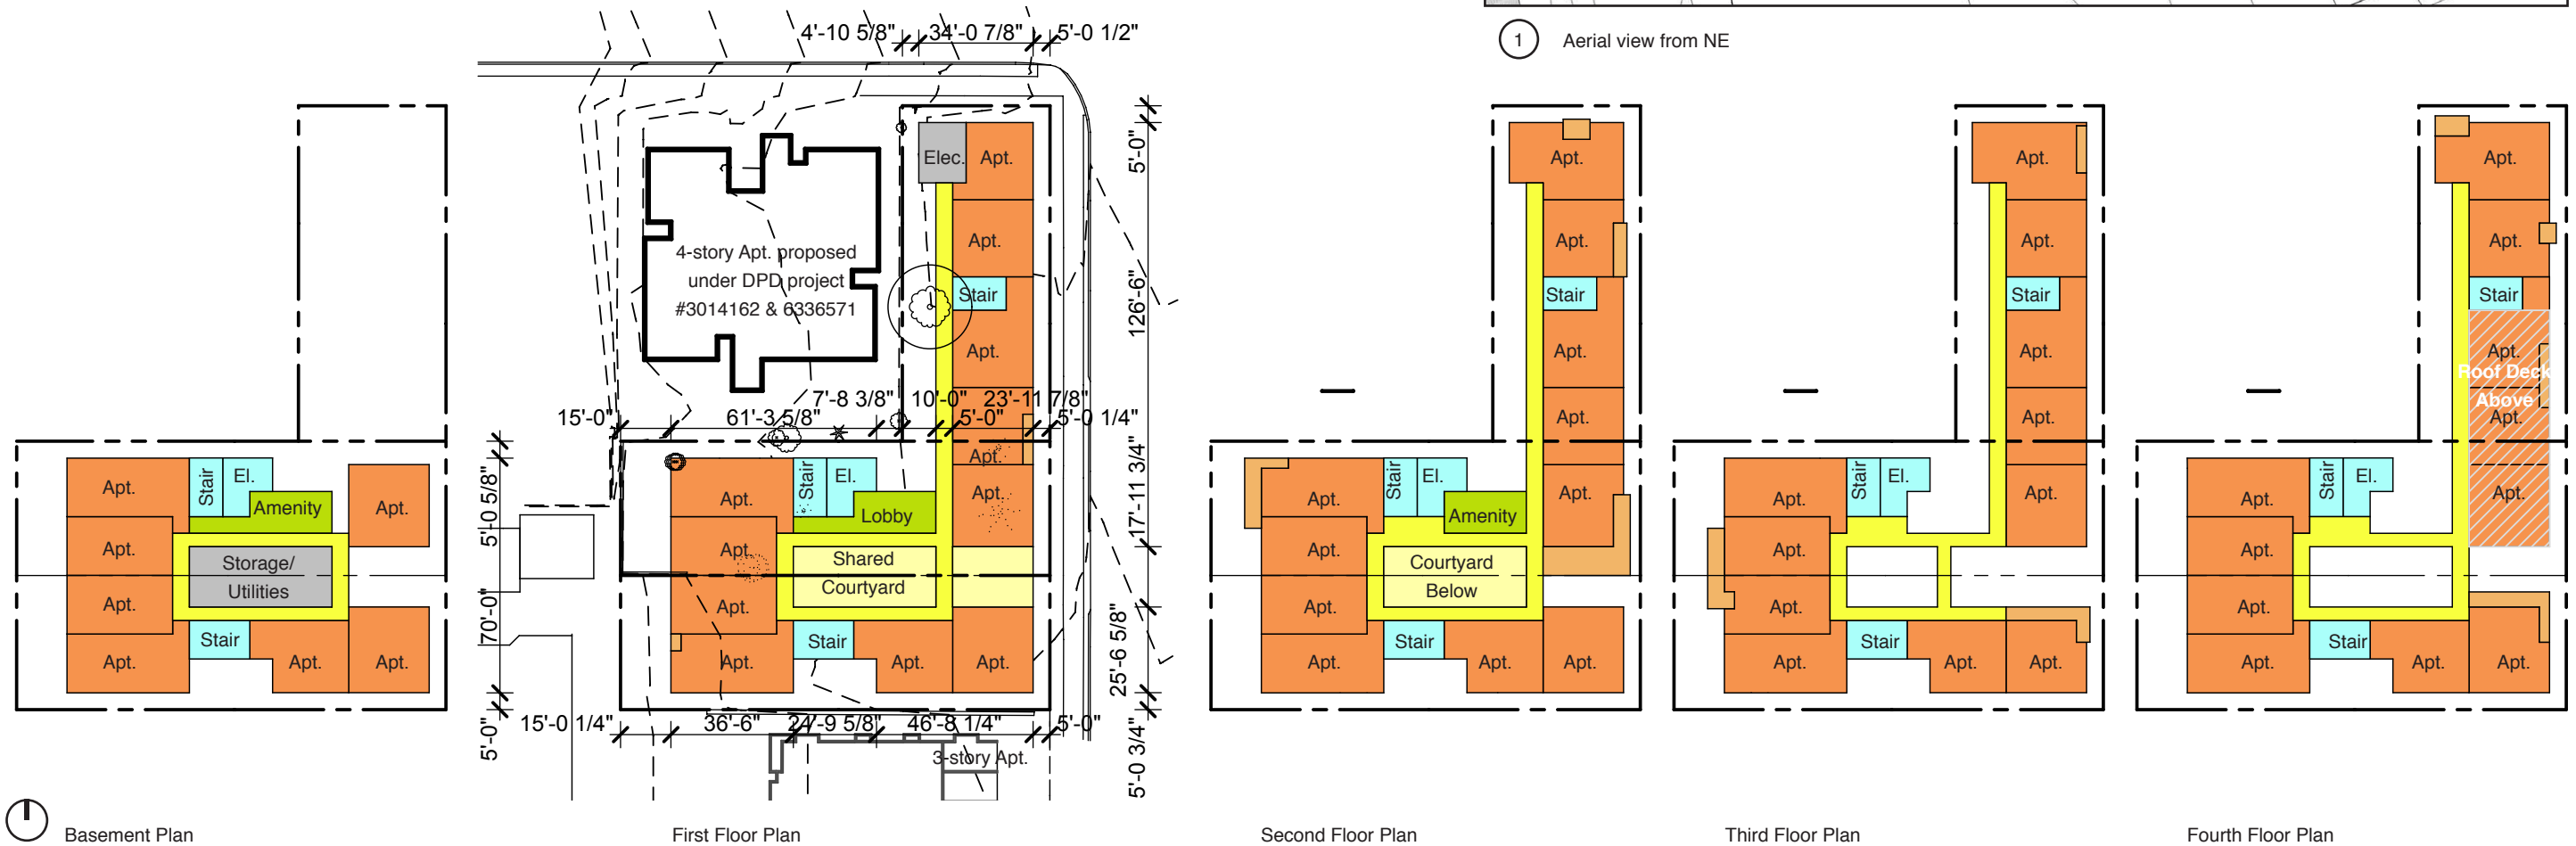 1
Aerial view from NE
4'-10 5/8"
34'-0 7/8"
5'-0 1/2"
Apt.
Stair
El.
Amenity
Apt.
Apt.
Storage/
Utilities
Apt.
Stair
Apt.
Apt.
Apt.
Basement Plan
Elec.
Apt.
Apt.
4-story Apt. proposed
under DPD project
#3014162 & 6336571
Stair
Apt.
7'-8 3/8"
10'-0"
23'-11 7/8"
15'-0"
61'-3 5/8"
5'-0"
5'-0 1/4"
Apt.
Apt.
Stair
El.
Lobby
Apt.
Apt.
Shared
Courtyard
Apt.
Stair
Apt.
Apt.
Apt.
5'-0 5/8"
70'-0"
5'-0"
5'-0"
126'-6"
17'-11 3/4"
25'-6 5/8"
5'-0 3/4"
15'-0 1/4"
36'-6"
24'-9 5/8"
46'-8 1/4"
5'-0"
3-story Apt.
First Floor Plan
Apt.
Apt.
Stair
Apt.
Apt.
Apt.
Stair
El.
Amenity
Apt.
Apt.
Courtyard
Below
Apt.
Stair
Apt.
Apt.
Apt.
Second Floor Plan
Apt.
Apt.
Stair
Apt.
Apt.
Apt.
Stair
El.
Apt.
Apt.
Apt.
Stair
Apt.
Apt.
Apt.
Third Floor Plan
Apt.
Apt.
Stair
Apt.
Roof Deck
Above
Apt.
Apt.
Stair
El.
Apt.
Apt.
Apt.
Stair
Apt.
Apt.
Apt.
Fourth Floor Plan